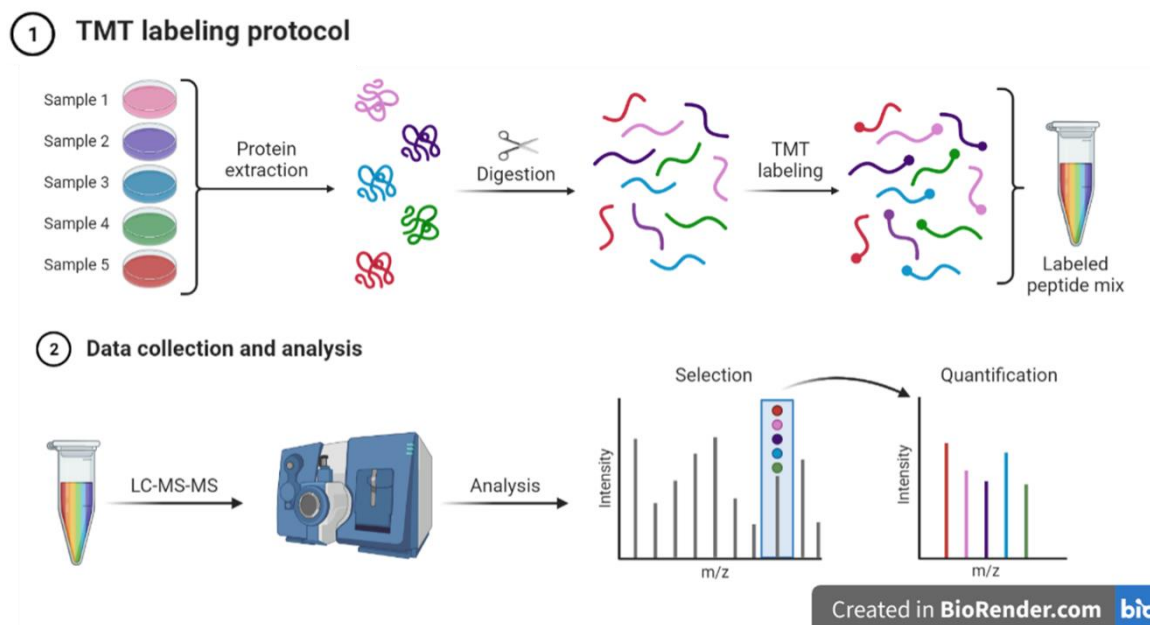 1 TMT labeling protocol
Sample 1
Sample 2
Sample 3
Sample 4
Sample 5
Protein
extraction
Digestion
TMT
labeling
Labeled
peptide mix
2 Data collection and analysis
LC-MS-MS
Analysis
Selection
Intensity
m/z
Quantification
Intensity
m/z
Created in BioRender.com bio